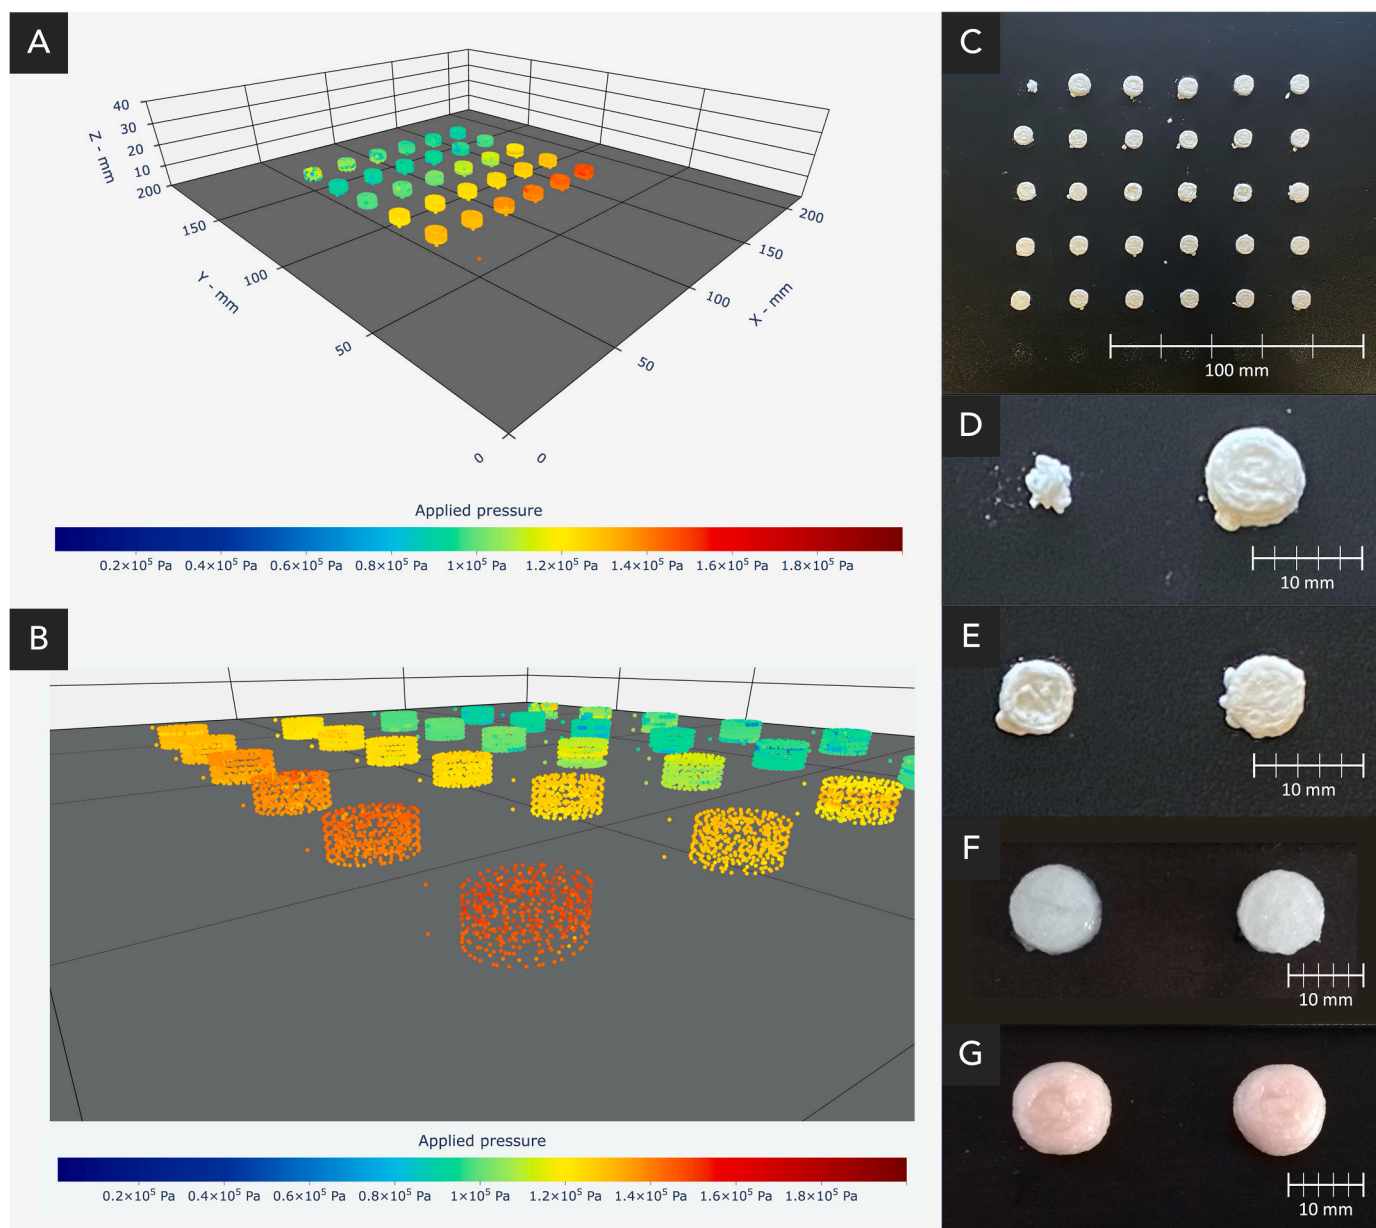 A
40
30
20
10
200
Z - mm
150
100
50
0
Y - mm
200
150
100
50
0
X - mm
Applied pressure
0.2×10⁵ Pa 0.4×10⁵ Pa 0.6×10⁵ Pa 0.8×10⁵ Pa 1×10⁵ Pa 1.2×10⁵ Pa 1.4×10⁵ Pa 1.6×10⁵ Pa 1.8×10⁵ Pa
B
Applied pressure
0.2×10⁵ Pa 0.4×10⁵ Pa 0.6×10⁵ Pa 0.8×10⁵ Pa 1×10⁵ Pa 1.2×10⁵ Pa 1.4×10⁵ Pa 1.6×10⁵ Pa 1.8×10⁵ Pa
C
100 mm
D
10 mm
E
10 mm
F
10 mm
G
10 mm